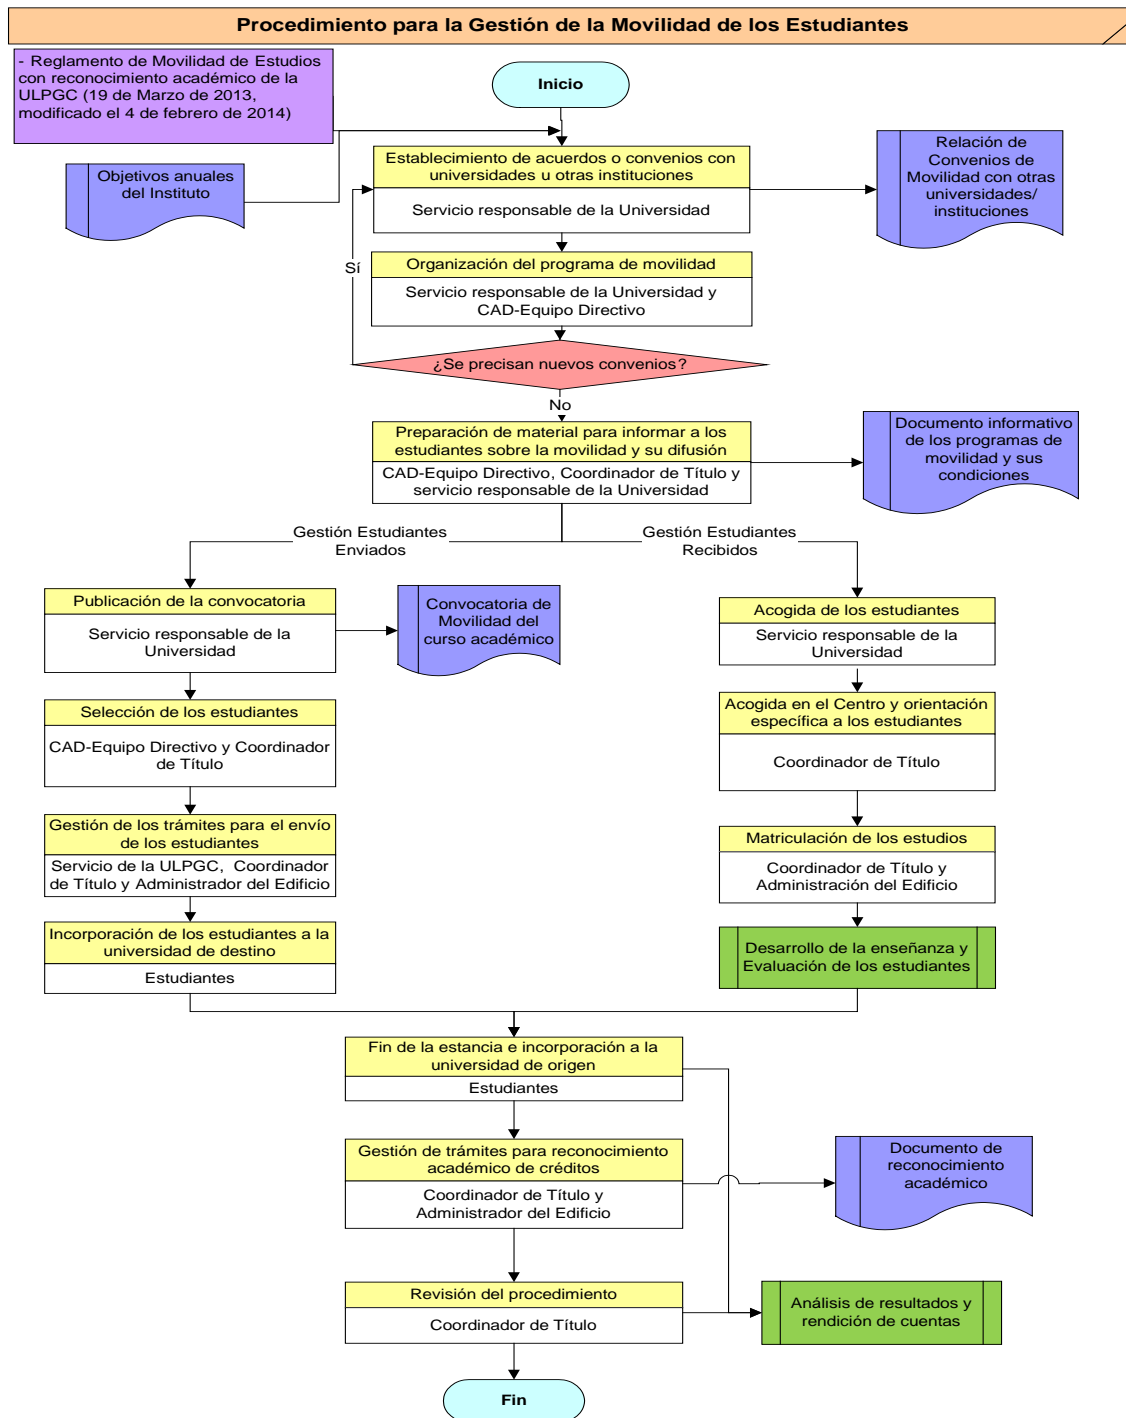 Procedimiento para la Gestión de la Movilidad de los Estudiantes
- Reglamento de Movilidad de Estudios
con reconocimiento académico de la
ULPGC (19 de Marzo de 2013,
modificado el 4 de febrero de 2014)
Inicio
Objetivos anuales
del Instituto
Establecimiento de acuerdos o convenios con
universidades u otras instituciones
Servicio responsable de la Universidad
Relación de
Convenios de
Movilidad con otras
universidades/
instituciones
Sí
Organización del programa de movilidad
Servicio responsable de la Universidad y
CAD-Equipo Directivo
¿Se precisan nuevos convenios?
No
Preparación de material para informar a los
estudiantes sobre la movilidad y su difusión
CAD-Equipo Directivo, Coordinador de Título y
servicio responsable de la Universidad
Documento informativo
de los programas de
movilidad y sus
condiciones
Gestión Estudiantes
Enviados
Gestión Estudiantes
Recibidos
Publicación de la convocatoria
Servicio responsable de la
Universidad
Convocatoria de
Movilidad del
curso académico
Selección de los estudiantes
CAD-Equipo Directivo y Coordinador
de Título
Gestión de los trámites para el envío
de los estudiantes
Servicio de la ULPGC, Coordinador
de Título y Administrador del Edificio
Incorporación de los estudiantes a la
universidad de destino
Estudiantes
Acogida de los estudiantes
Servicio responsable de la
Universidad
Acogida en el Centro y orientación
específica a los estudiantes
Coordinador de Título
Matriculación de los estudios
Coordinador de Título y
Administración del Edificio
Desarrollo de la enseñanza y
Evaluación de los estudiantes
Fin de la estancia e incorporación a la
universidad de origen
Estudiantes
Gestión de trámites para reconocimiento
académico de créditos
Coordinador de Título y
Administrador del Edificio
Documento de
reconocimiento
académico
Revisión del procedimiento
Coordinador de Título
Análisis de resultados y
rendición de cuentas
Fin